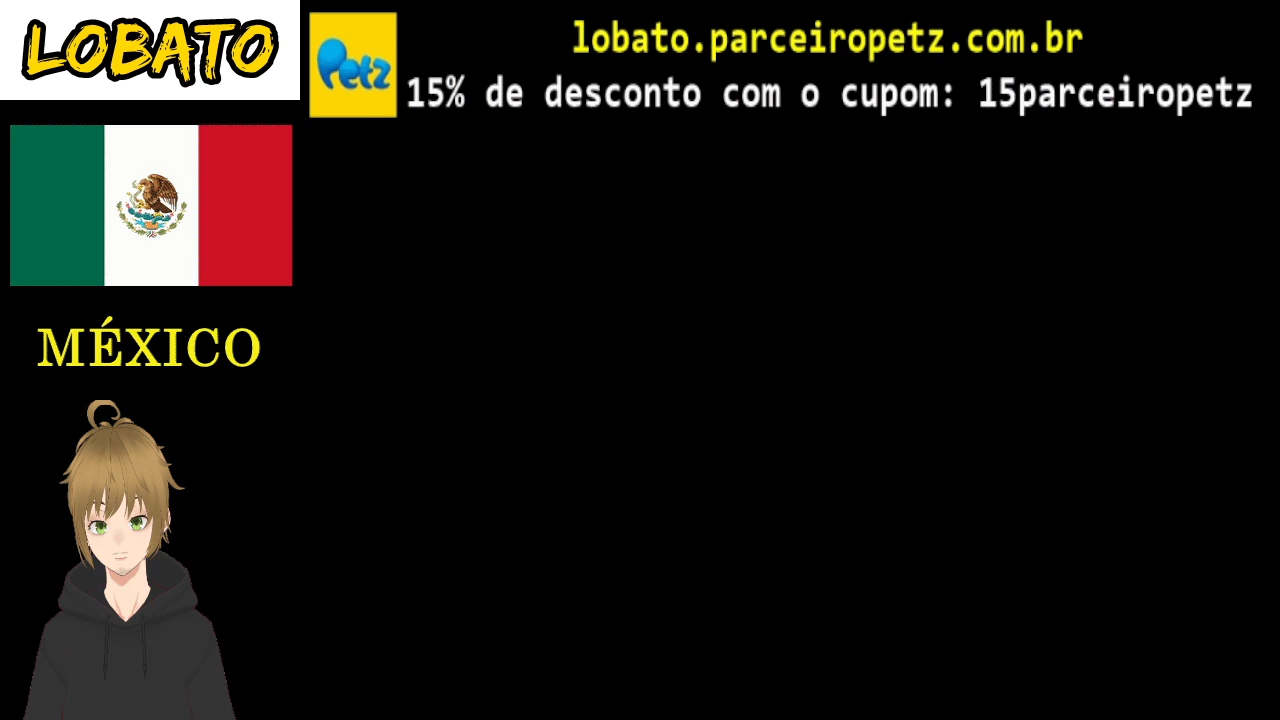 LOBATO
Petz
lobato.parceiropetz.com.br
15% de desconto com o cupom: 15parceiropetz
MÉXICO